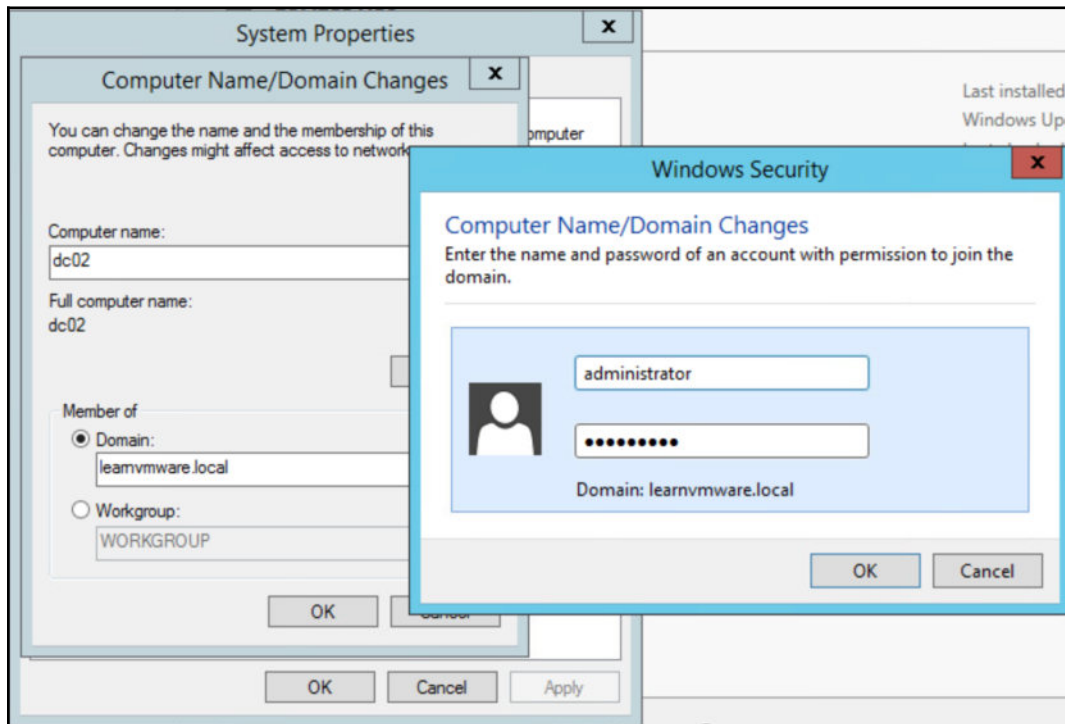 System Properties
x
Computer Name/Domain Changes
x
You can change the name and the membership of this
computer. Changes might affect access to network
omputer
Computer name:
dc02
Full computer name:
dc02
Member of
Domain:
learnvmware.local
Workgroup:
WORKGROUP
OK
Cancel
OK
Cancel
Apply
Last installed
Windows Up
Windows Security
x
Computer Name/Domain Changes
Enter the name and password of an account with permission to join the
domain.
administrator
●●●●●●●●●
Domain: learnvmware.local
OK
Cancel